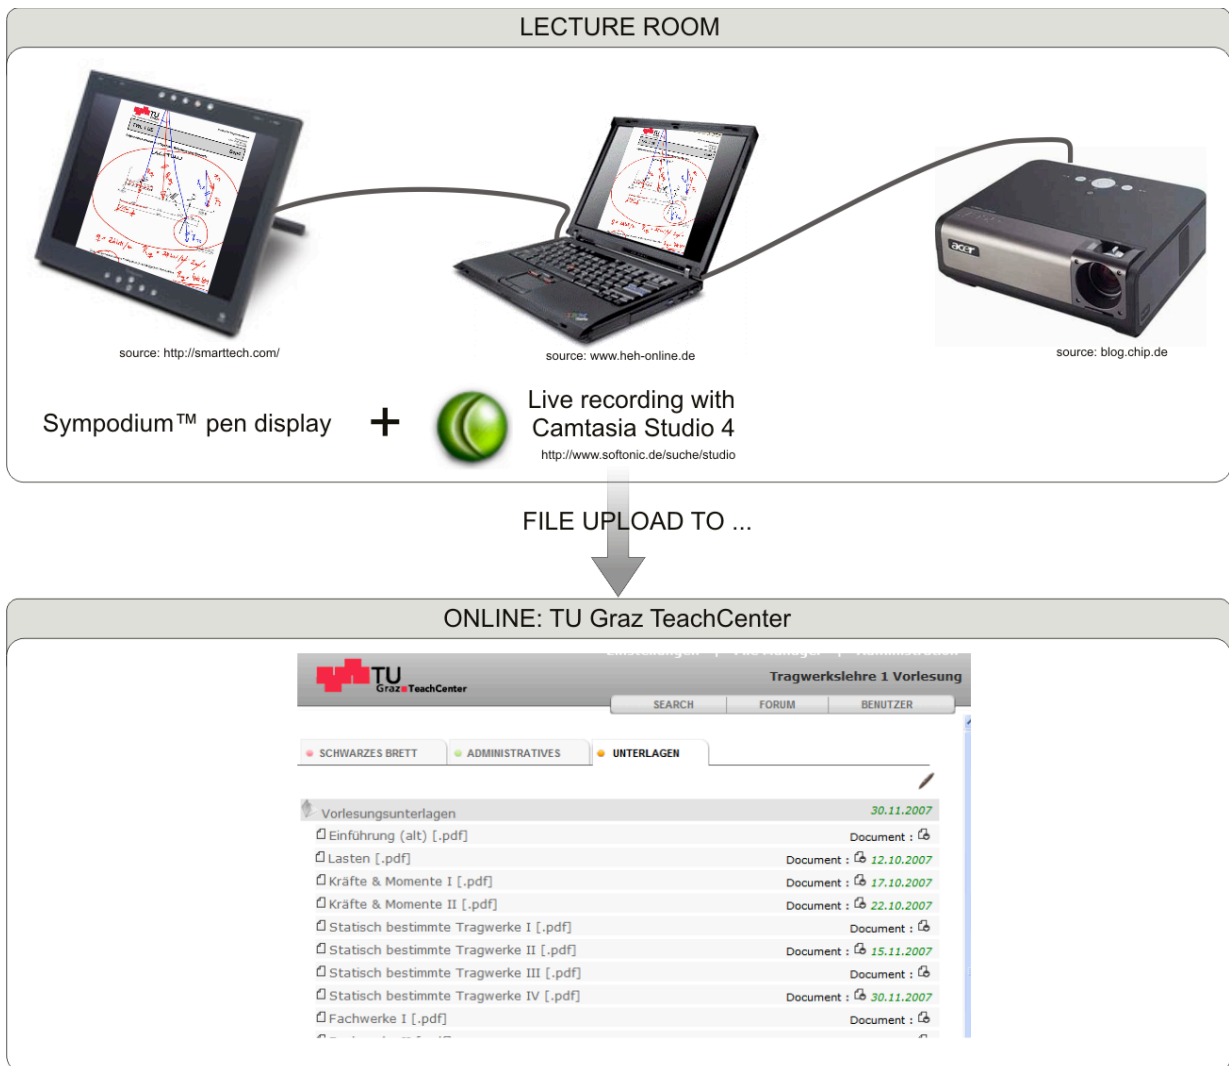 LECTURE ROOM
TU
acer
source: http://smarttech.com/
source: www.heh-online.de
source: blog.chip.de
Sympodium™ pen display
+
Live recording with
Camtasia Studio 4
http://www.softonic.de/suche/studio
FILE UPLOAD TO ...
ONLINE: TU Graz TeachCenter
TU
Graz TeachCenter
Tragwerkslehre 1 Vorlesung
SEARCH FORUM BENUTZER
SCHWARZES BRETT ADMINISTRATIVES UNTERLAGEN
Vorlesungsunterlagen 30.11.2007
Einführung (alt) [.pdf] Document :
Lasten [.pdf] Document : 12.10.2007
Kräfte & Momente I [.pdf] Document : 17.10.2007
Kräfte & Momente II [.pdf] Document : 22.10.2007
Statisch bestimmte Tragwerke I [.pdf] Document :
Statisch bestimmte Tragwerke II [.pdf] Document : 15.11.2007
Statisch bestimmte Tragwerke III [.pdf] Document :
Statisch bestimmte Tragwerke IV [.pdf] Document : 30.11.2007
Fachwerke I [.pdf] Document :